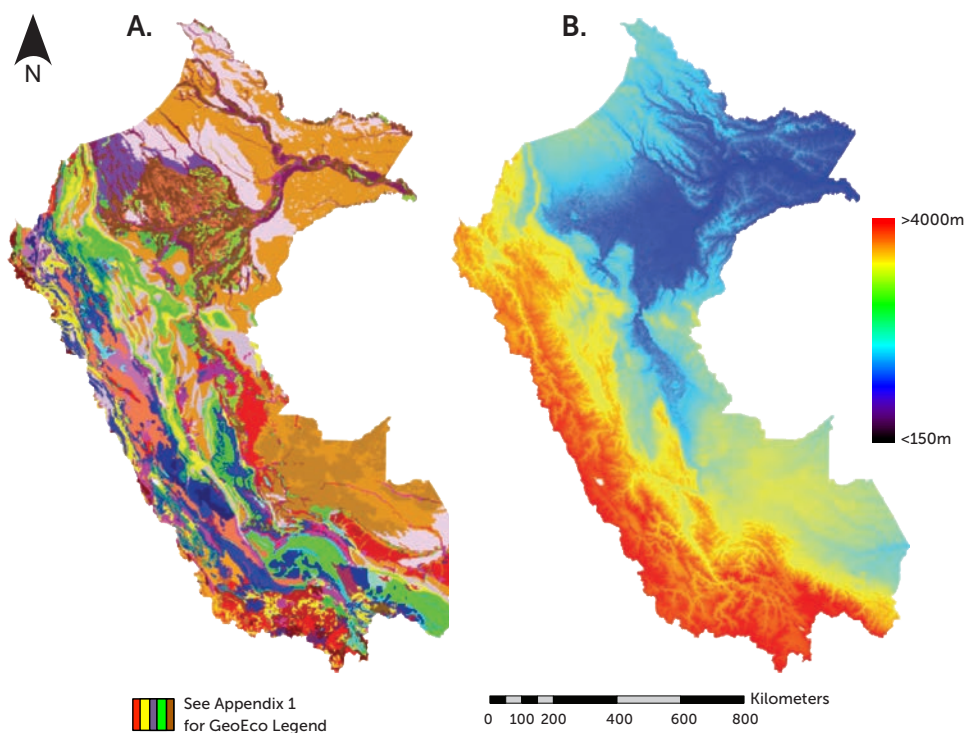 A.
B.
N
>4000m
<150m
See Appendix 1
for GeoEco Legend
Kilometers
0 100 200 400 600 800